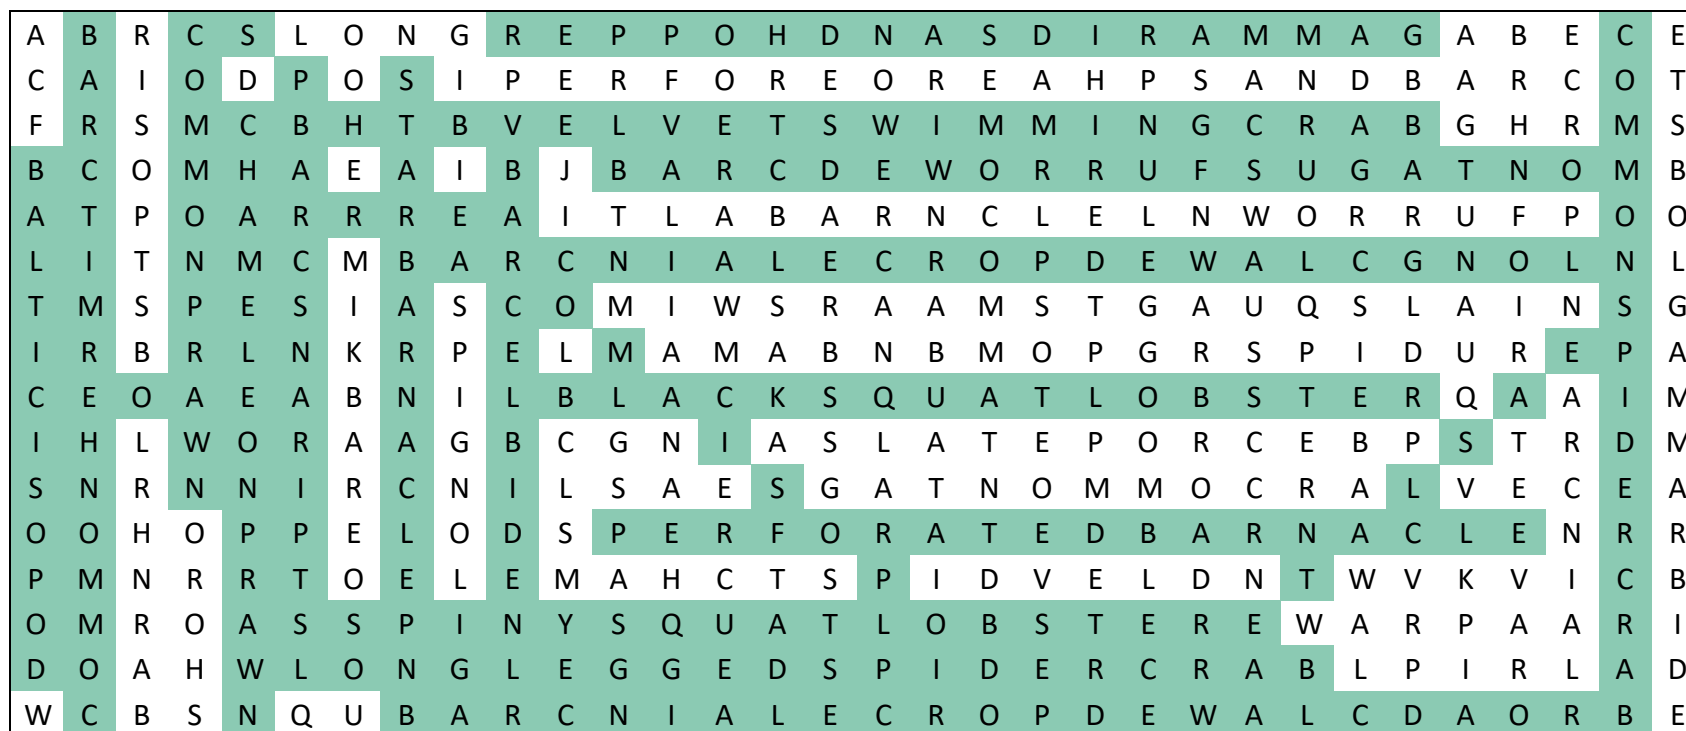 A B R C S L O N G R E P P O H D N A S D I R A M M A G A B E C E
C A I O D P O S I P E R F O R E O R E A H P S A N D B A R C O T
F R S M C B H T B V E L V E T S W I M M I N G C R A B G H R M S
B C O M H A E A I B J B A R C D E W O R R U F S U G A T N O M B
A T P O A R R R E A I T L A B A R N C L E L N W O R R U F P O O
L I T N M C M B A R C N I A L E C R O P D E W A L C G N O L N L
T M S P E S I A S C O M I W S R A A M S T G A U Q S L A I N S G
I R B R L N K R P E L M A M A B N B M O P G R S P I D U R E P A
C E O A E A B N I L B L A C K S Q U A T L O B S T E R Q A A I M
I H L W O R A A G B C G N I A S L A T E P O R C E B P S T R D M
S N R N N I R C N I L S A E S G A T N O M M O C R A L V E C E A
O O H O P P E L O D S P E R F O R A T E D B A R N A C L E N R R
P M N R R T O E L E M A H C T S P I D V E L D N T W V K V I C B
O M R O A S S P I N Y S Q U A T L O B S T E R E W A R P A A R I
D O A H W L O N G L E G G E D S P I D E R C R A B L P I R L A D
W C B S N Q U B A R C N I A L E C R O P D E W A L C D A O R B E